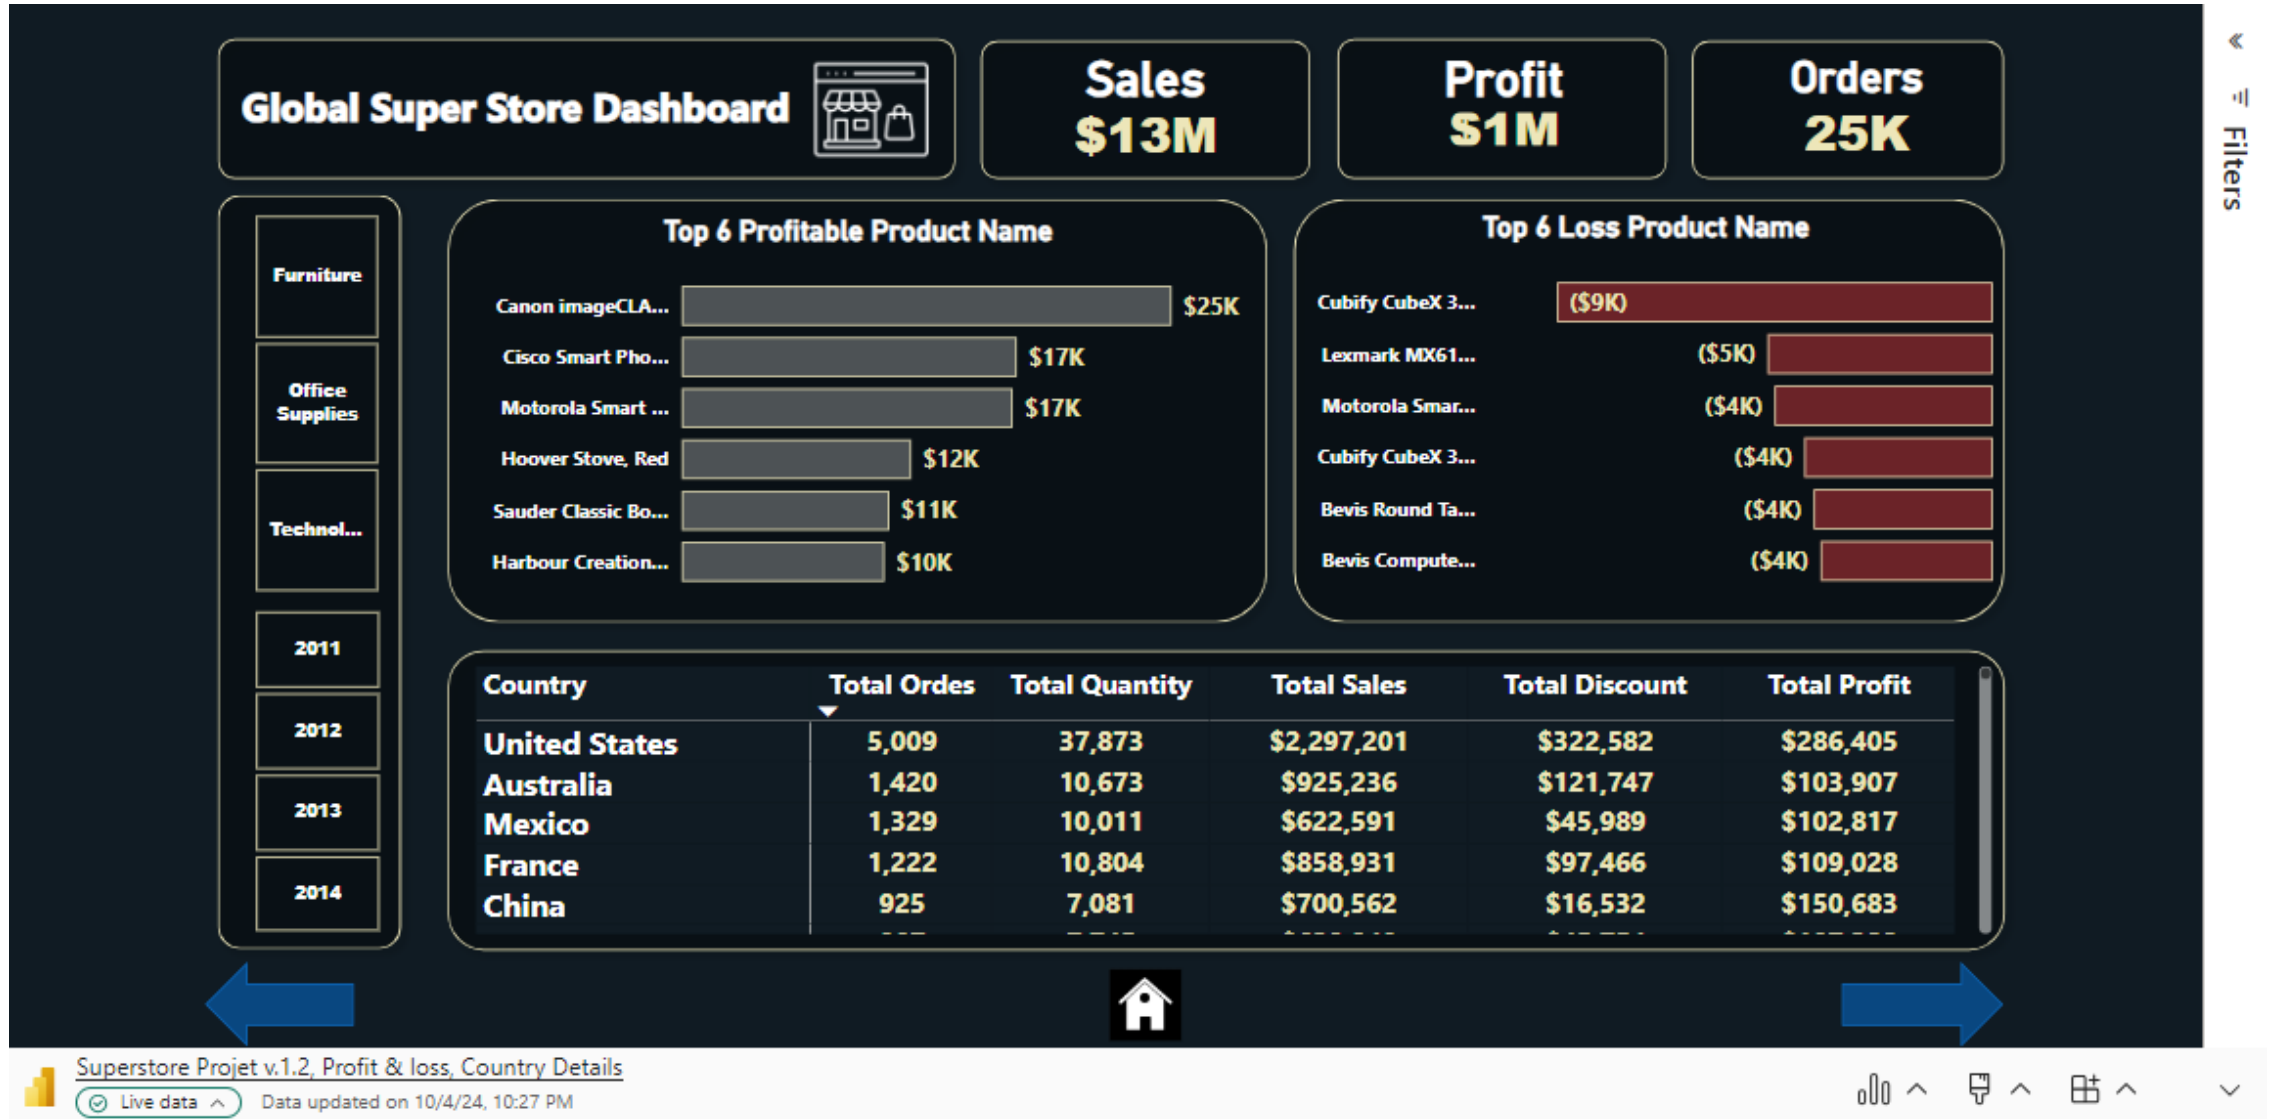 Global Super Store Dashboard
Sales
$13M
Profit
$1M
Orders
25K
Filters
Furniture
Office
Supplies
Technol...
2011
2012
2013
2014
Top 6 Profitable Product Name
Canon imageCLA... $25K
Cisco Smart Pho... $17K
Motorola Smart ... $17K
Hoover Stove, Red $12K
Sauder Classic Bo... $11K
Harbour Creation... $10K
Top 6 Loss Product Name
Cubify CubeX 3... ($9K)
Lexmark MX61... ($5K)
Motorola Smar... ($4K)
Cubify CubeX 3... ($4K)
Bevis Round Ta... ($4K)
Bevis Compute... ($4K)
Country Total Ordes Total Quantity Total Sales Total Discount Total Profit
United States 5,009 37,873 $2,297,201 $322,582 $286,405
Australia 1,420 10,673 $925,236 $121,747 $103,907
Mexico 1,329 10,011 $622,591 $45,989 $102,817
France 1,222 10,804 $858,931 $97,466 $109,028
China 925 7,081 $700,562 $16,532 $150,683
Superstore Projet v.1.2, Profit & loss, Country Details
Live data Data updated on 10/4/24, 10:27 PM